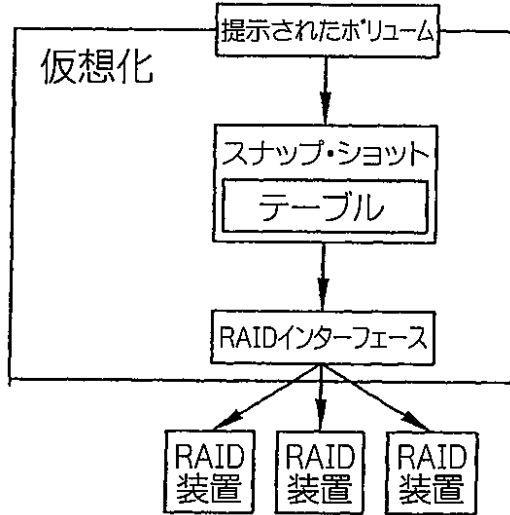 提示されたボリューム
仮想化
スナップ・ショット
テーブル
RAIDインターフェース
RAID
装置
RAID
装置
RAID
装置